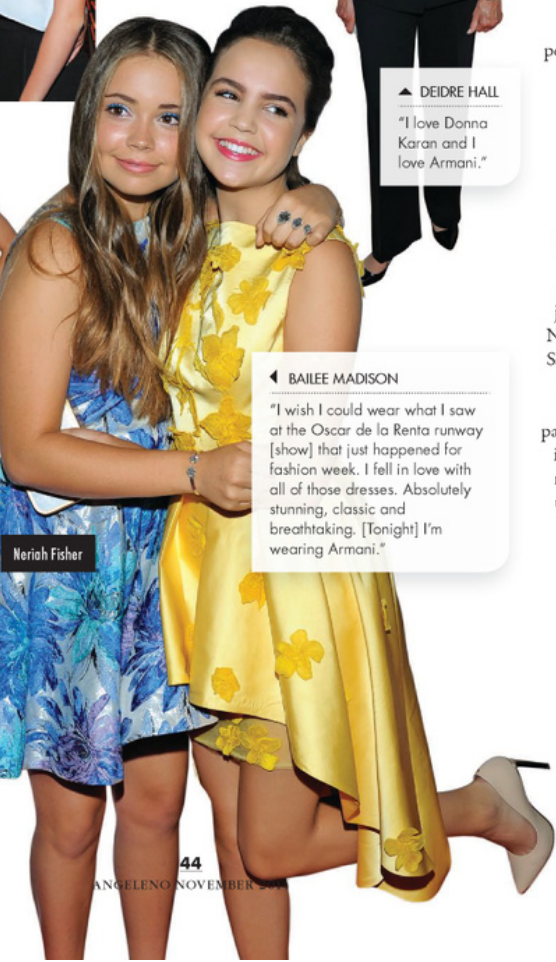 ▲ DEIDRE HALL
"I love Donna
Karan and I
love Armani."
◀ BAILEE MADISON
"I wish I could wear what I saw
at the Oscar de la Renta runway
[show] that just happened for
fashion week. I fell in love with
all of those dresses. Absolutely
stunning, classic and
breathtaking. [Tonight] I'm
wearing Armani."
Neriah Fisher
44
ANGELENO NOVEMBER